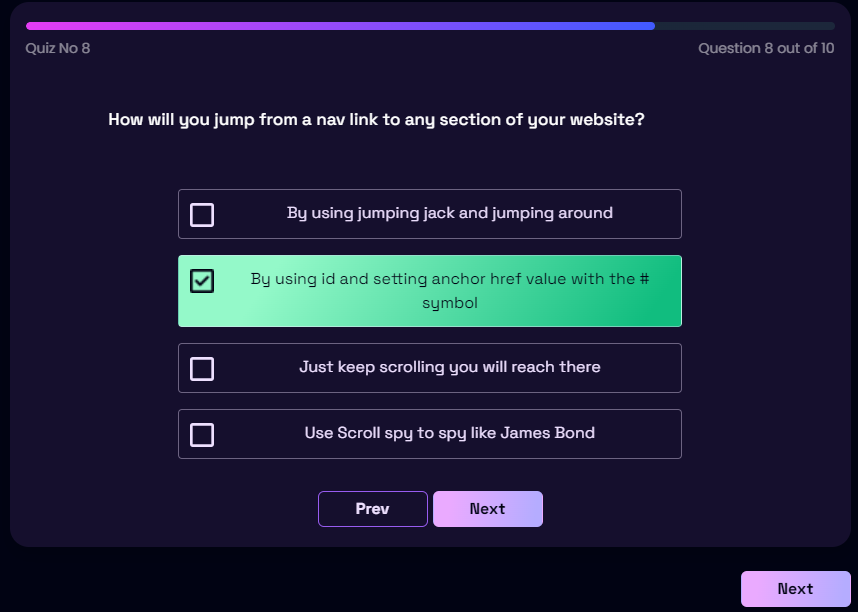 Quiz No 8
Question 8 out of 10
How will you jump from a nav link to any section of your website?
By using jumping jack and jumping around
By using id and setting anchor href value with the #
symbol
Just keep scrolling you will reach there
Use Scroll spy to spy like James Bond
Prev
Next
Next